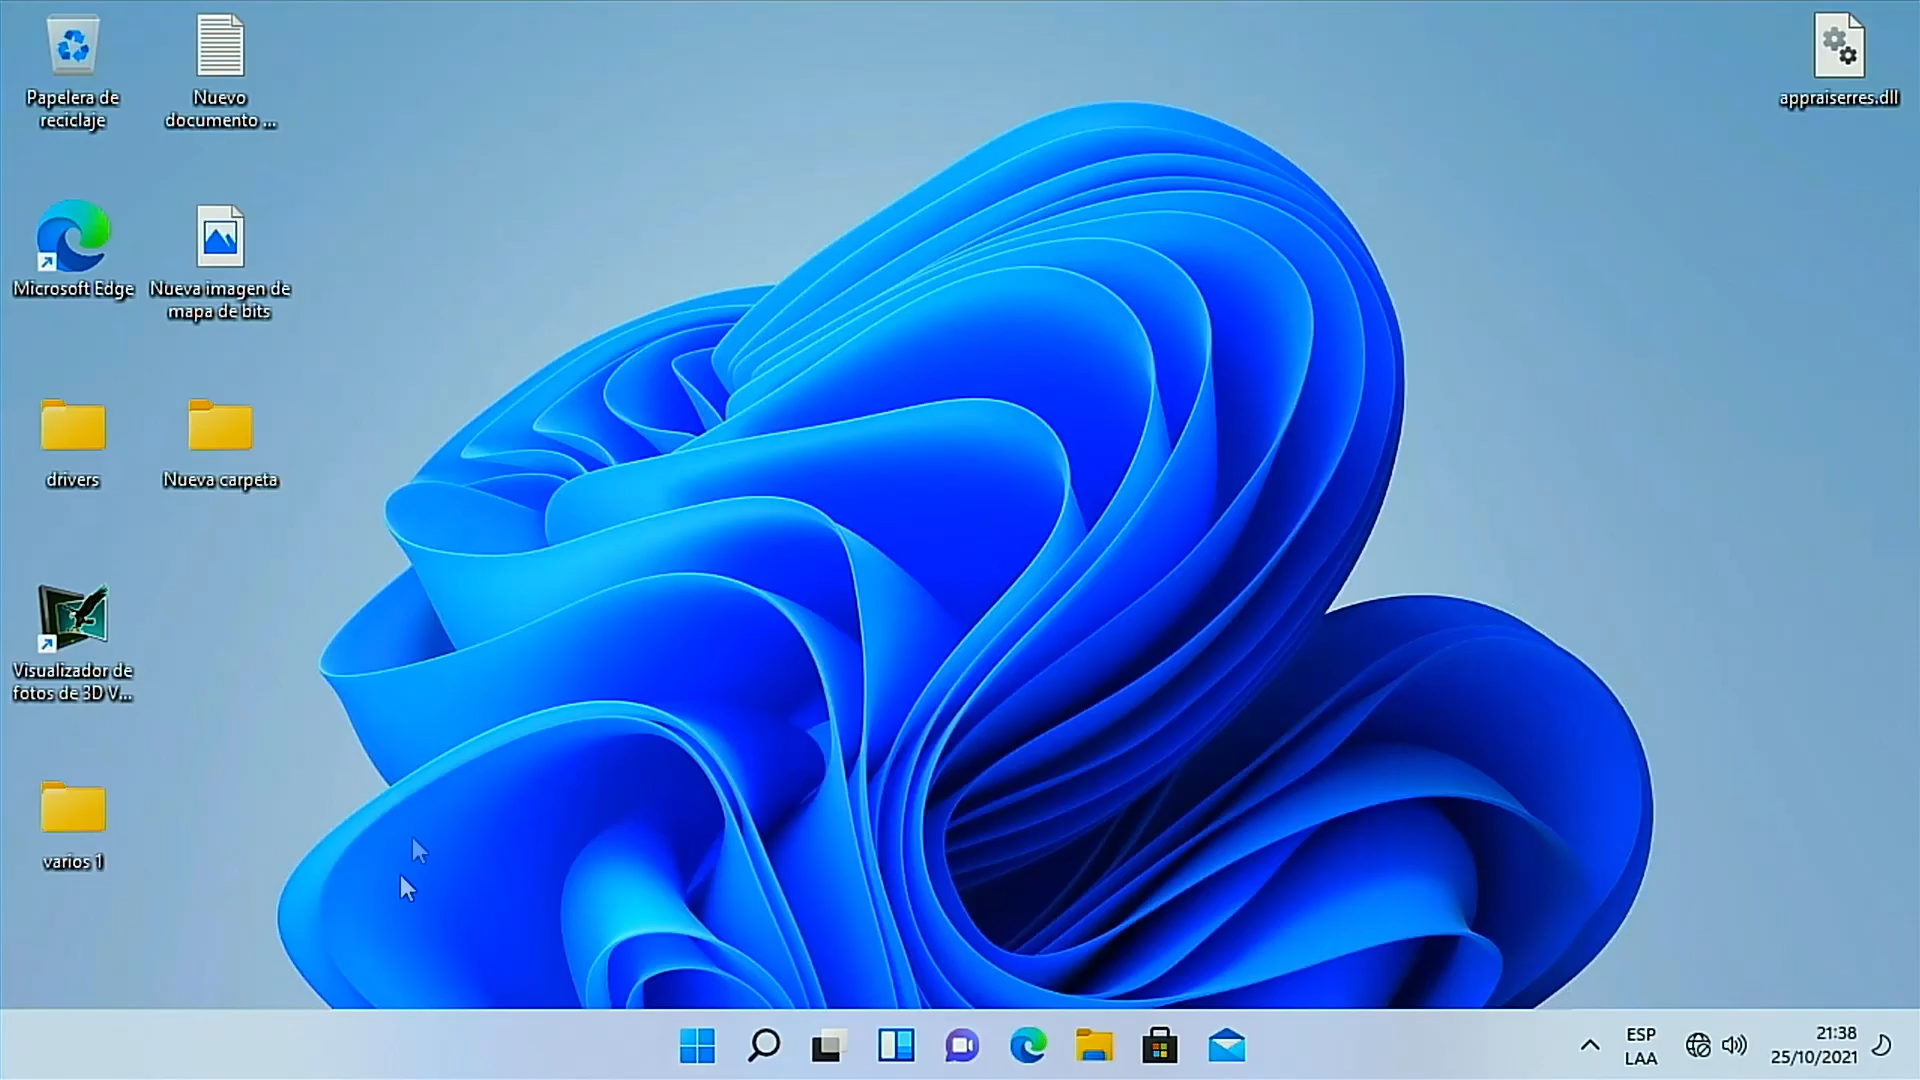 Papelera de
reciclaje
Nuevo
documento ...
appraiserres.dll
Microsoft Edge
Nueva imagen de
mapa de bits
drivers
Nueva carpeta
Visualizador de
fotos de 3D V...
varios 1
ESP
LAA
21:38
25/10/2021